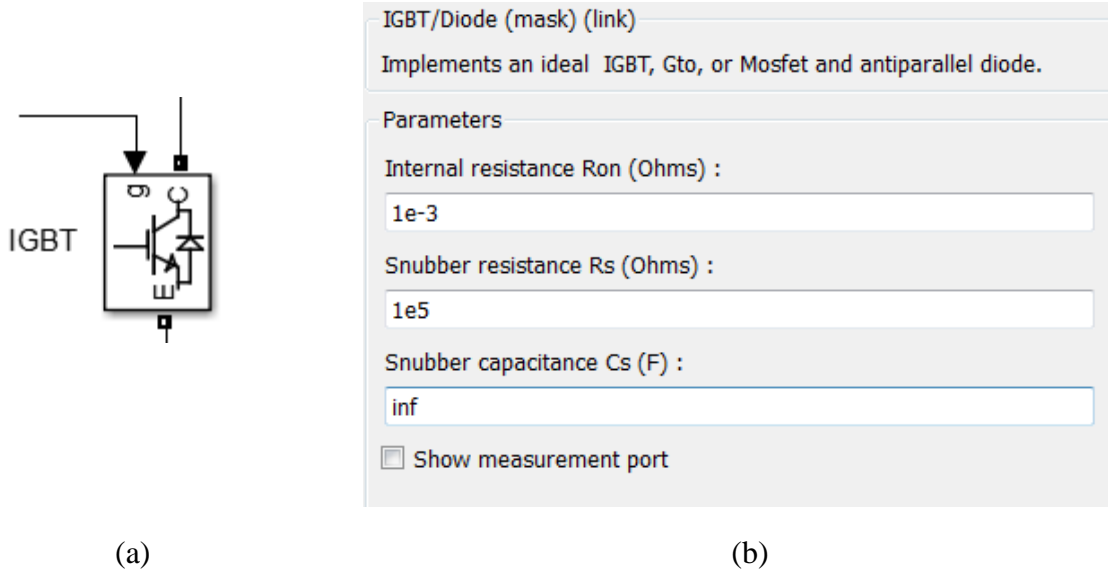 IGBT/Diode (mask) (link)
Implements an ideal  IGBT, Gto, or Mosfet and antiparallel diode.
Parameters
Internal resistance Ron (Ohms) :
1e-3
Snubber resistance Rs (Ohms) :
1e5
Snubber capacitance Cs (F) :
inf
Show measurement port
g
C
IGBT
E
(a)
(b)